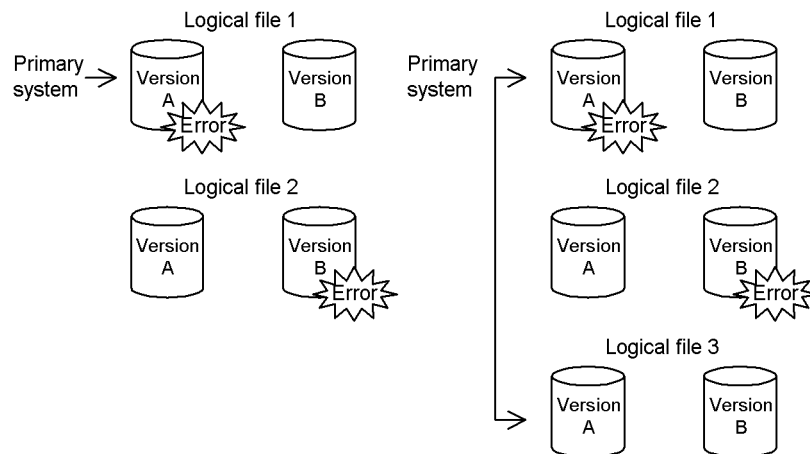 Logical file 1
Primary
system
Version
A
Error
Version
B
Logical file 2
Version
A
Version
B
Error
Logical file 1
Primary
system
Version
A
Error
Version
B
Logical file 2
Version
A
Version
B
Error
Logical file 3
Version
A
Version
B